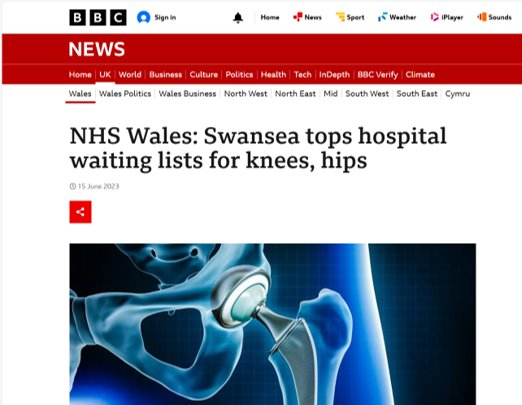 BBC Sign in Home News Sport Weather iPlayer Sounds
NEWS
Home UK World Business Culture Politics Health Tech InDepth BBC Verify Climate
Wales Wales Politics Wales Business North West North East Mid South West South East Cymru
NHS Wales: Swansea tops hospital
waiting lists for knees, hips
15 June 2023